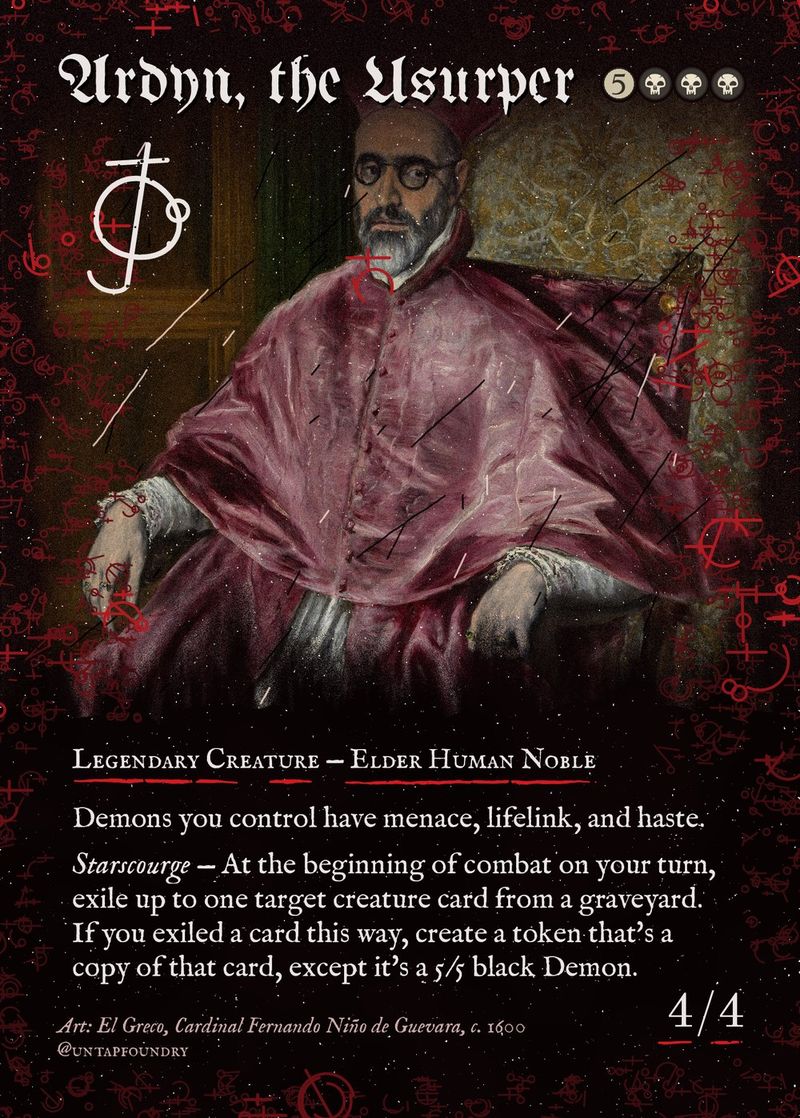 Ardyn, the Usurper 5
Legendary Creature — Elder Human Noble
Demons you control have menace, lifelink, and haste.
Starscourge — At the beginning of combat on your turn,
exile up to one target creature card from a graveyard.
If you exiled a card this way, create a token that's a
copy of that card, except it's a 5/5 black Demon.
4/4
Art: El Greco, Cardinal Fernando Niño de Guevara, c. 1600
@untapfoundry